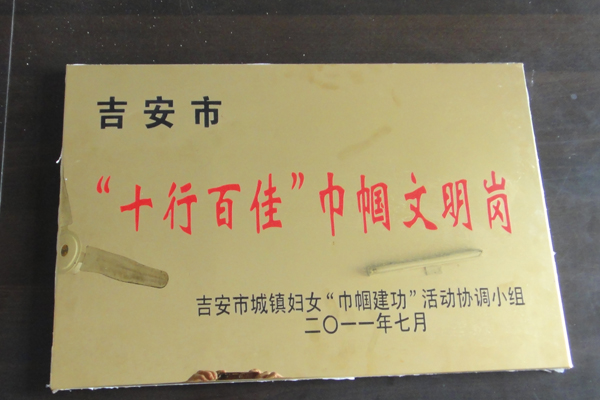 吉安市
“十行百佳”巾帼文明岗
吉安市城镇妇女“巾帼建功”活动协调小组
二〇一一年七月